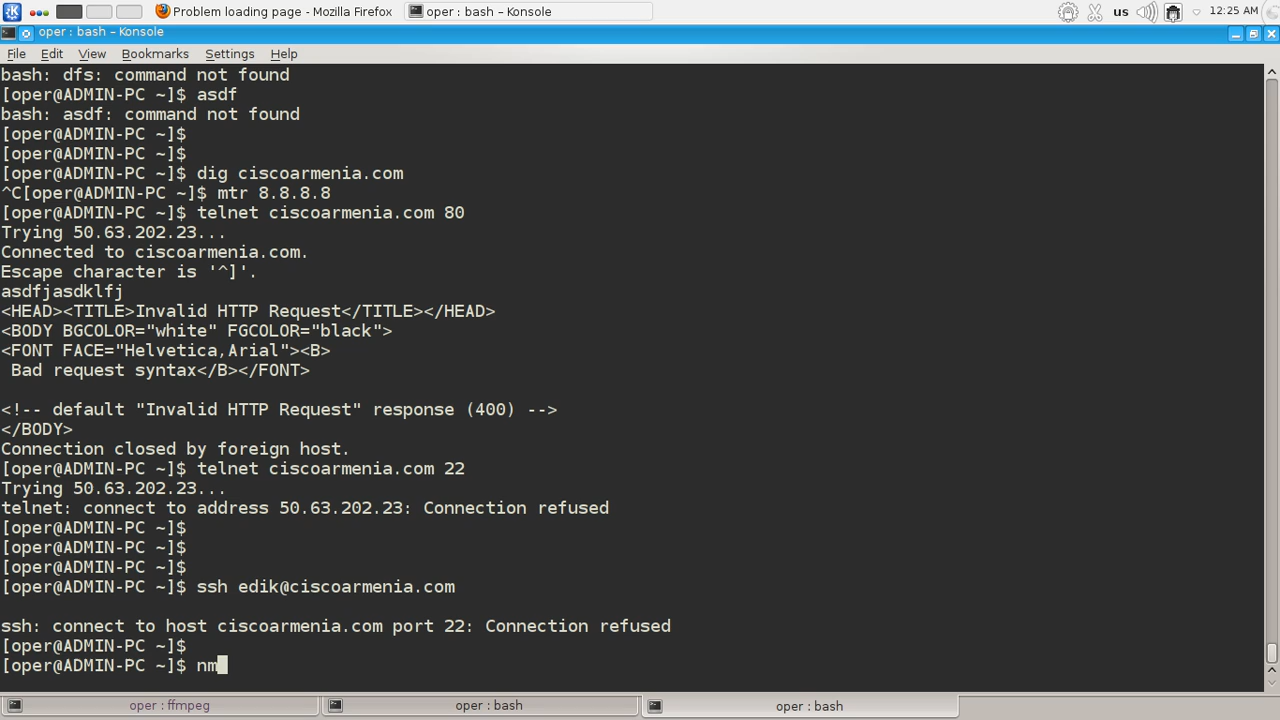 Problem loading page - Mozilla Firefox
oper : bash – Konsole
us
12:25 AM
oper : bash – Konsole
File Edit View Bookmarks Settings Help
bash: dfs: command not found
[oper@ADMIN-PC ~]$ asdf
bash: asdf: command not found
[oper@ADMIN-PC ~]$
[oper@ADMIN-PC ~]$
[oper@ADMIN-PC ~]$ dig ciscoarmenia.com
^C[oper@ADMIN-PC ~]$ mtr 8.8.8.8
[oper@ADMIN-PC ~]$ telnet ciscoarmenia.com 80
Trying 50.63.202.23...
Connected to ciscoarmenia.com.
Escape character is '^]'.
asdfjasdklfj
<HEAD><TITLE>Invalid HTTP Request</TITLE></HEAD>
<BODY BGCOLOR="white" FGCOLOR="black">
<FONT FACE="Helvetica,Arial"><B>
 Bad request syntax</B></FONT>
<!-- default "Invalid HTTP Request" response (400) -->
</BODY>
Connection closed by foreign host.
[oper@ADMIN-PC ~]$ telnet ciscoarmenia.com 22
Trying 50.63.202.23...
telnet: connect to address 50.63.202.23: Connection refused
[oper@ADMIN-PC ~]$
[oper@ADMIN-PC ~]$
[oper@ADMIN-PC ~]$
[oper@ADMIN-PC ~]$ ssh edik@ciscoarmenia.com
ssh: connect to host ciscoarmenia.com port 22: Connection refused
[oper@ADMIN-PC ~]$
[oper@ADMIN-PC ~]$ nm
oper : ffmpeg
oper : bash
oper : bash